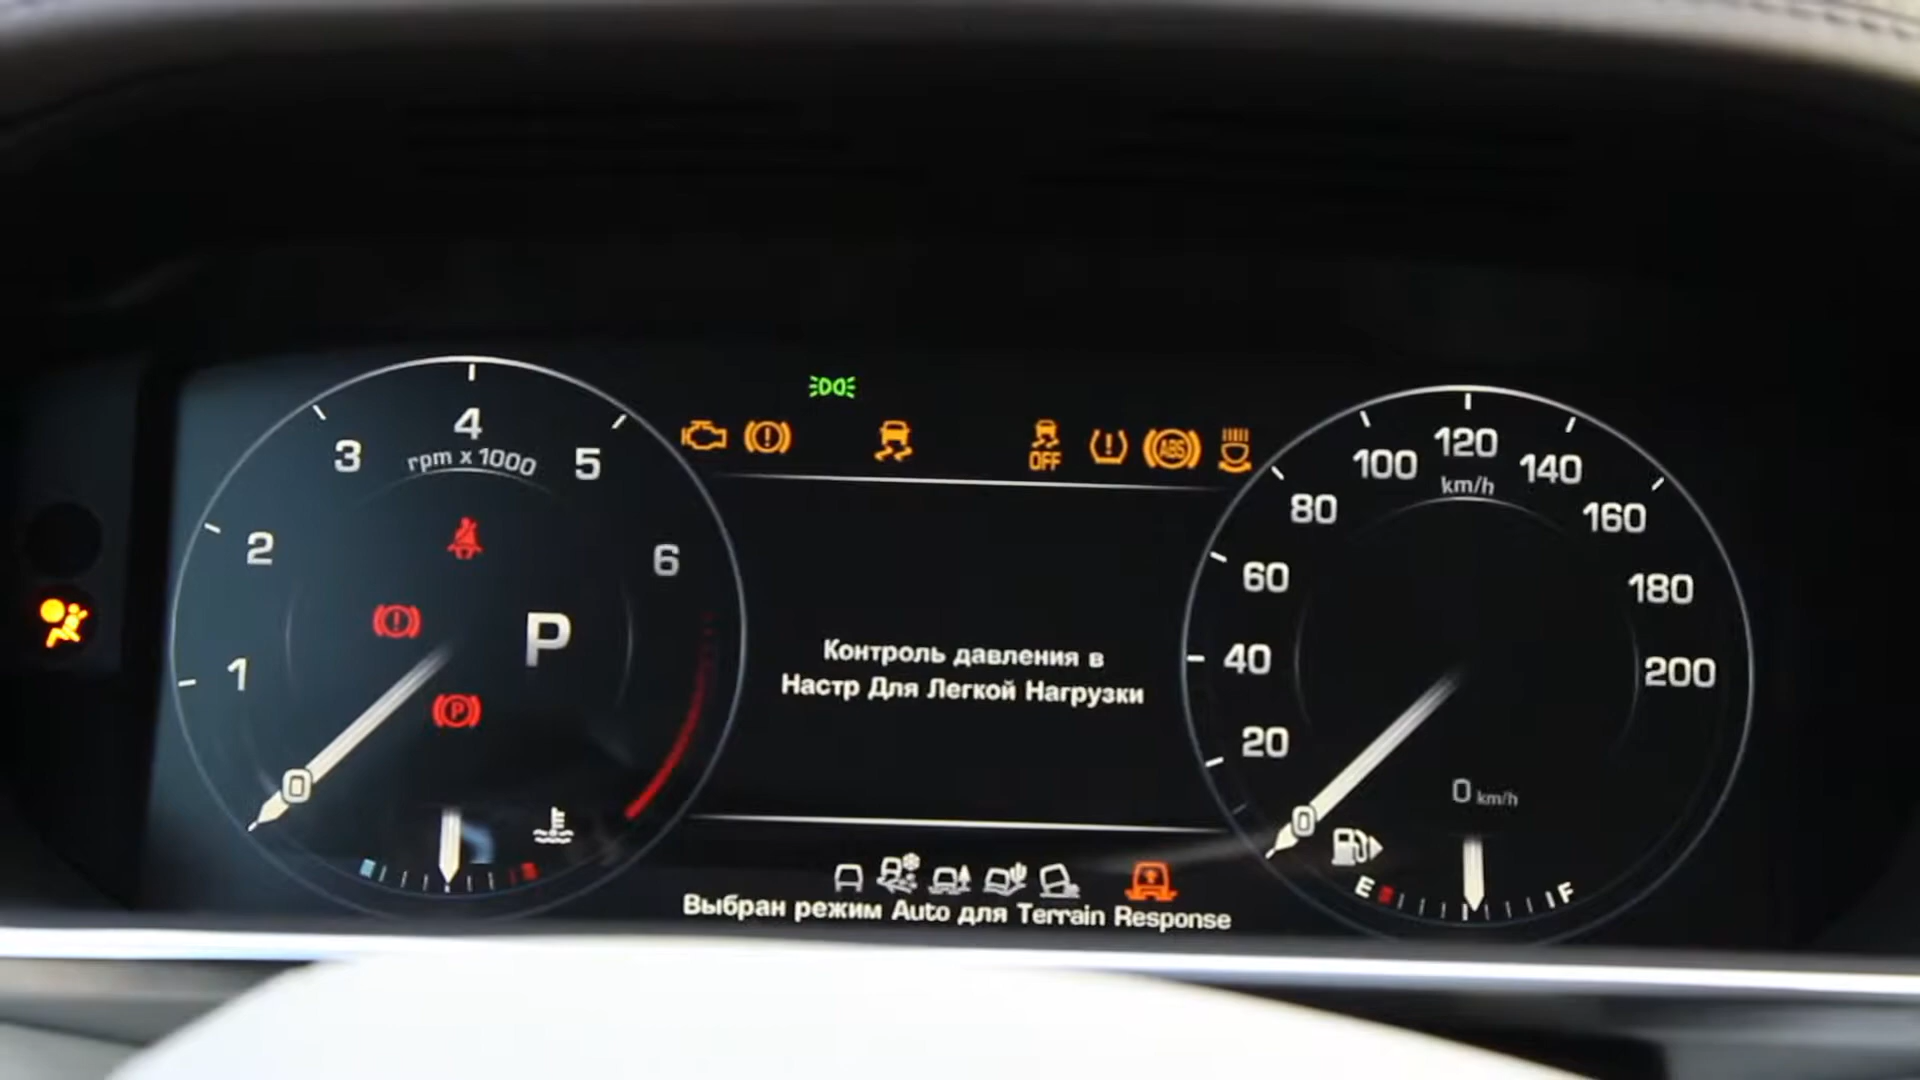 4
3
5
rpm x 1000
2
6
1
P
0
OFF
ABS
Контроль давления в
Настр Для Легкой Нагрузки
Выбран режим Auto для Terrain Response
120
100
140
km/h
80
160
60
180
40
200
20
0 km/h
0
E
F